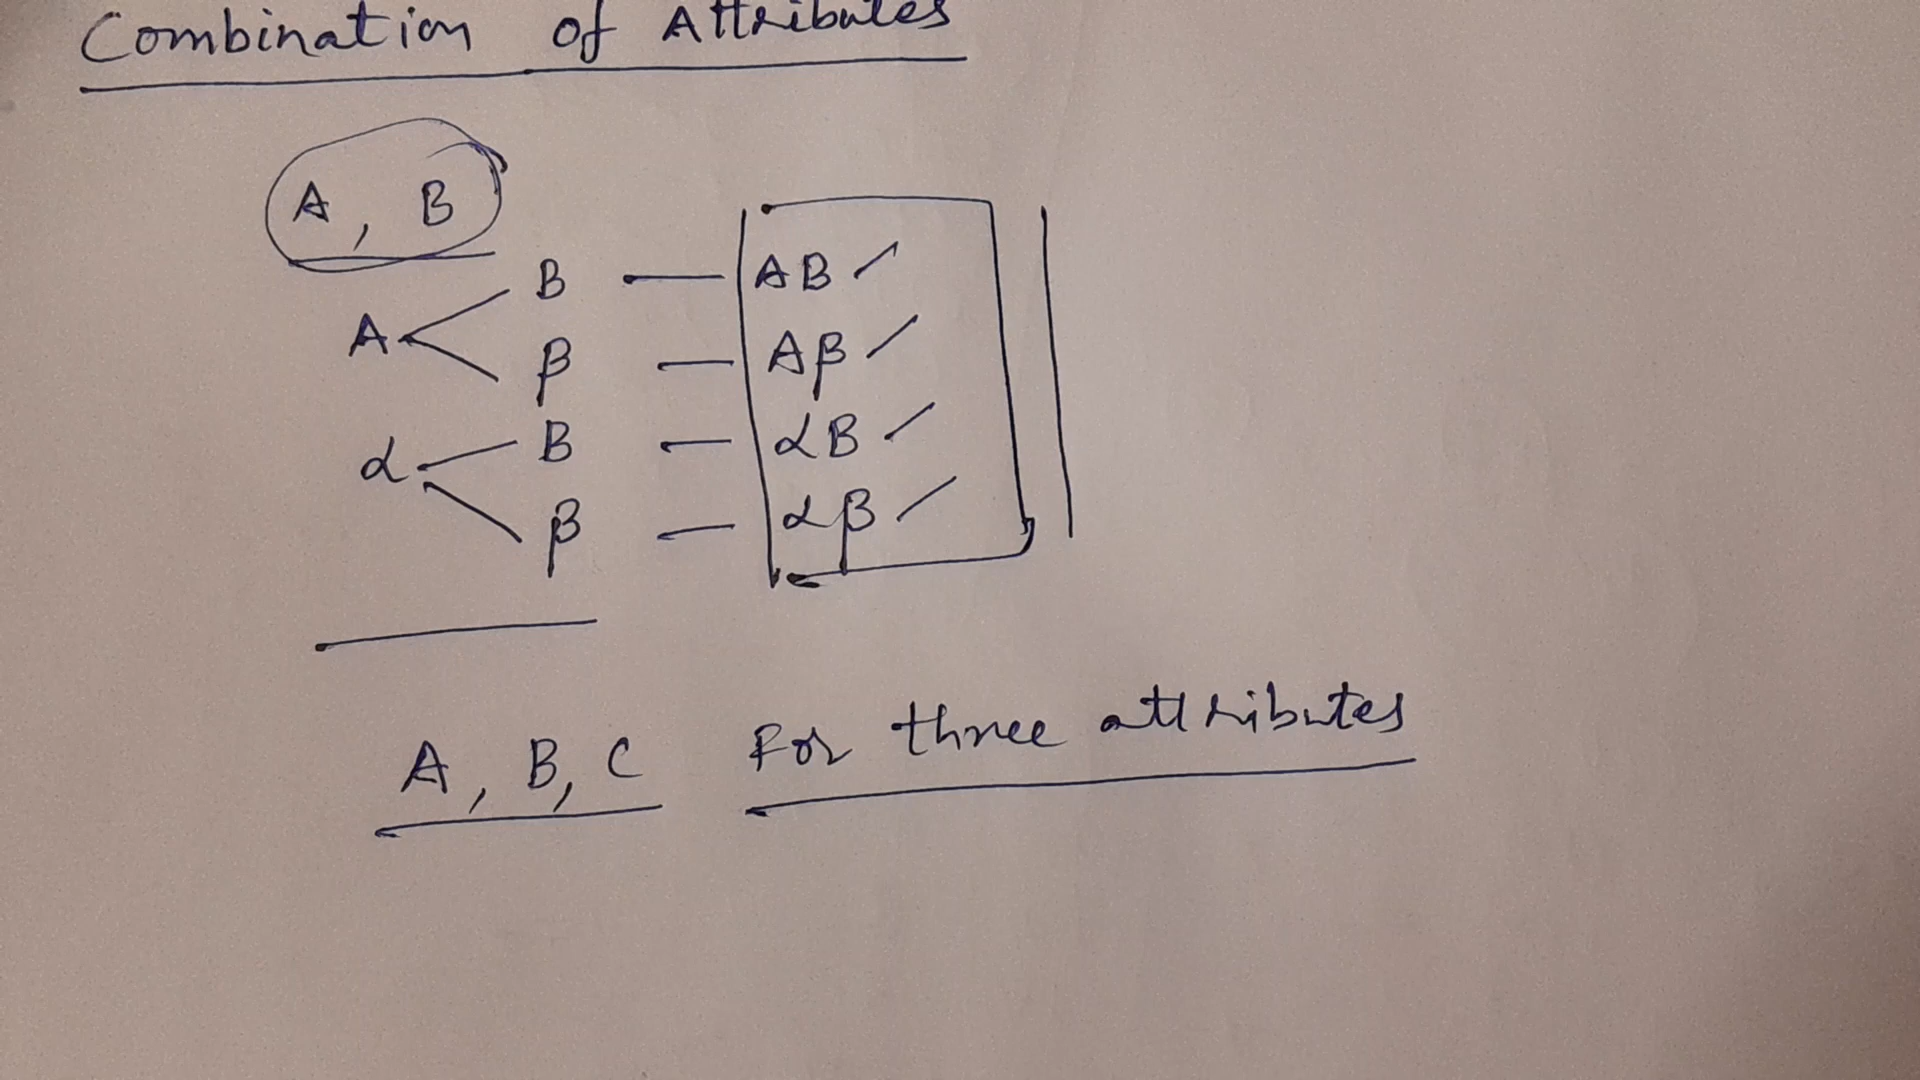 Combination of Attributes
A, B
B — AB
A
β — Aβ
B — αB
α
β — αβ
A, B, C For three attributes